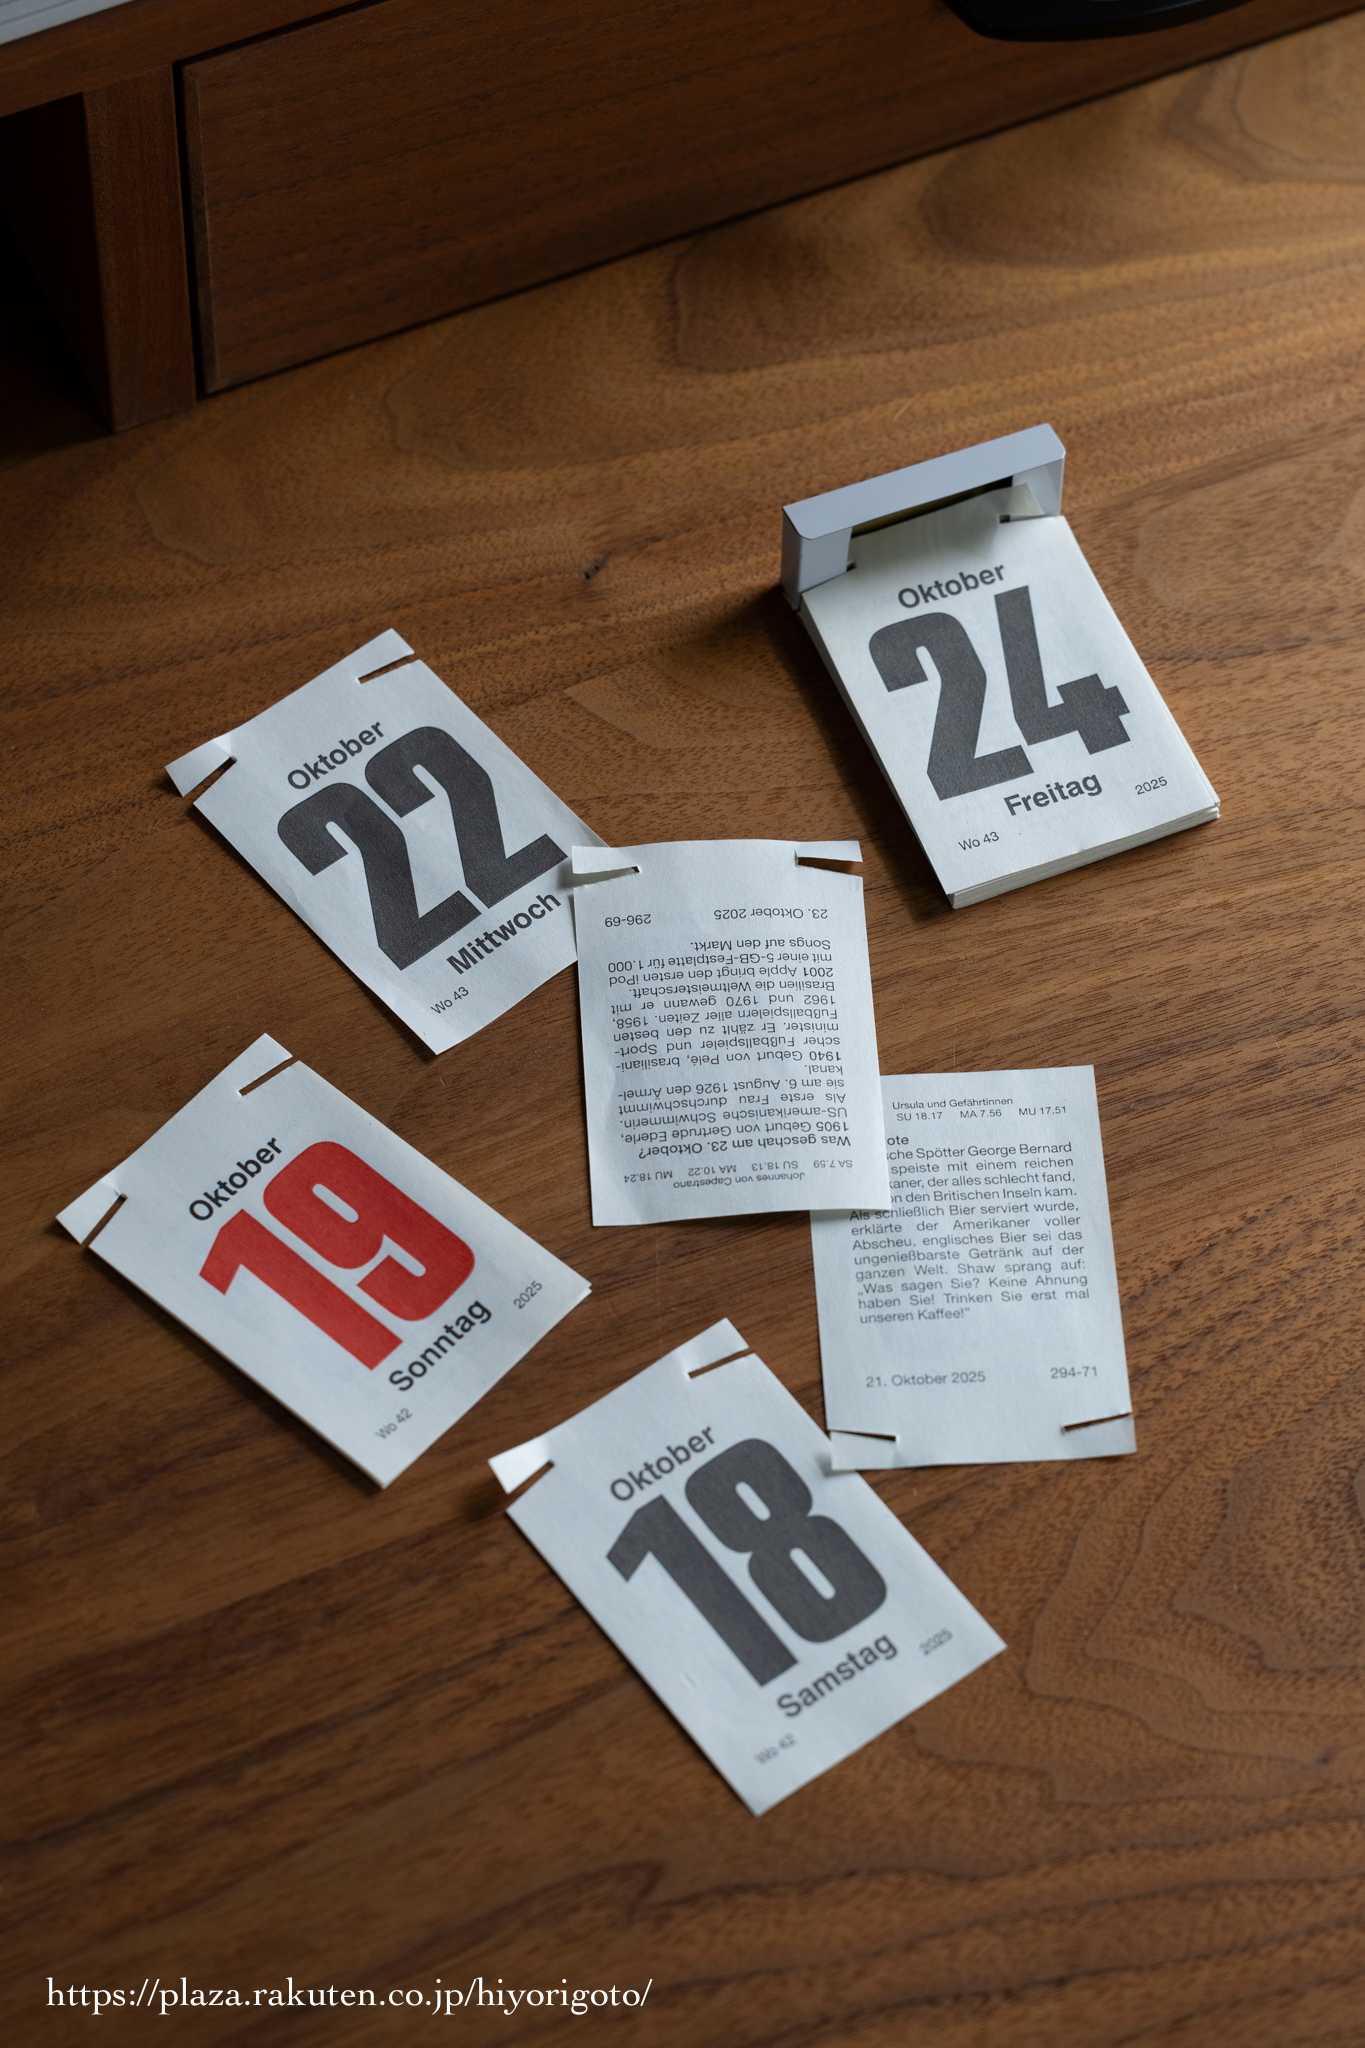 Oktober
24
Freitag
2025
Wo 43
Oktober
22
Mittwoch
Wo 43
Johannes von Capestrano
SA 7.59 SU 18.13 MA 10.22 MU 18.24
Was geschah am 23. Oktober?
1905 Geburt von Gertrude Ederle,
US-amerikanische Schwimmerin.
Als erste Frau durchschwimmt
sie am 6. August 1926 den Ärmel-
kanal.
1940 Geburt von Pelé, brasiliani-
scher Fußballspieler und Sport-
minister. Er zählt zu den besten
Fußballspielern aller Zeiten. 1958,
1962 und 1970 gewann er mit
Brasilien die Weltmeisterschaft.
2001 Apple bringt den ersten iPod
mit einer 5-GB-Festplatte für 1.000
Songs auf den Markt.
23. Oktober 2025 296-69
Ursula und Gefährtinnen
SU 18.17 MA 7.56 MU 17.51
ote
sche Spötter George Bernard
speiste mit einem reichen
kaner, der alles schlecht fand,
on den Britischen Inseln kam.
Als schließlich Bier serviert wurde,
erklärte der Amerikaner voller
Abscheu, englisches Bier sei das
ungenießbarste Getränk auf der
ganzen Welt. Shaw sprang auf:
„Was sagen Sie? Keine Ahnung
haben Sie! Trinken Sie erst mal
unseren Kaffee!"
21. Oktober 2025 294-71
Oktober
19
Sonntag
2025
Wo 42
Oktober
18
Samstag
2025
Wo 42
https://plaza.rakuten.co.jp/hiyorigoto/